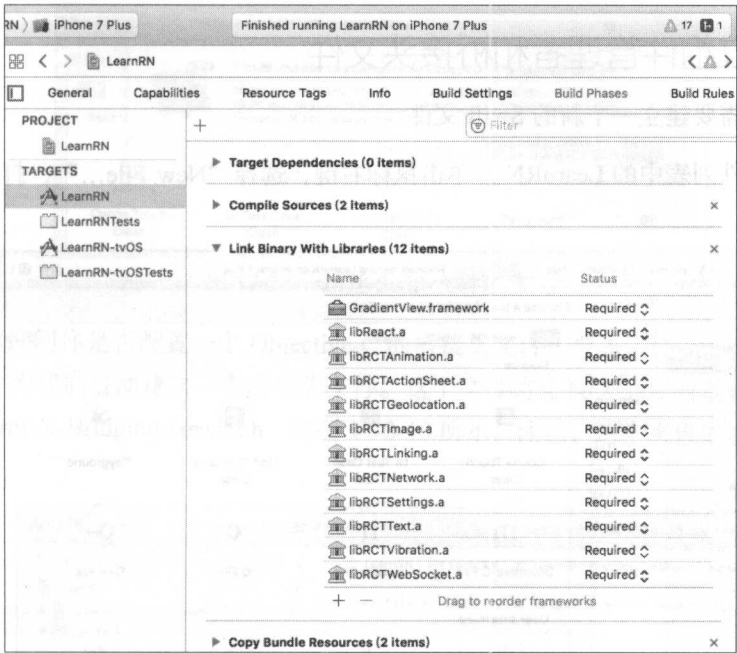 RN iPhone 7 Plus Finished running LearnRN on iPhone 7 Plus 17 1
LearnRN
General Capabilities Resource Tags Info Build Settings Build Phases Build Rules
PROJECT
LearnRN
TARGETS
LearnRN
LearnRNTests
LearnRN-tvOS
LearnRN-tvOSTests
+ Filter
Target Dependencies (0 items)
Compile Sources (2 items) ×
Link Binary With Libraries (12 items) ×
Name Status
GradientView.framework Required
libReact.a Required
libRCTAnimation.a Required
libRCTActionSheet.a Required
libRCTGeolocation.a Required
libRCTImage.a Required
libRCTLinking.a Required
libRCTNetwork.a Required
libRCTSettings.a Required
libRCTText.a Required
libRCTVibration.a Required
libRCTWebSocket.a Required
+ − Drag to reorder frameworks
Copy Bundle Resources (2 items) ×